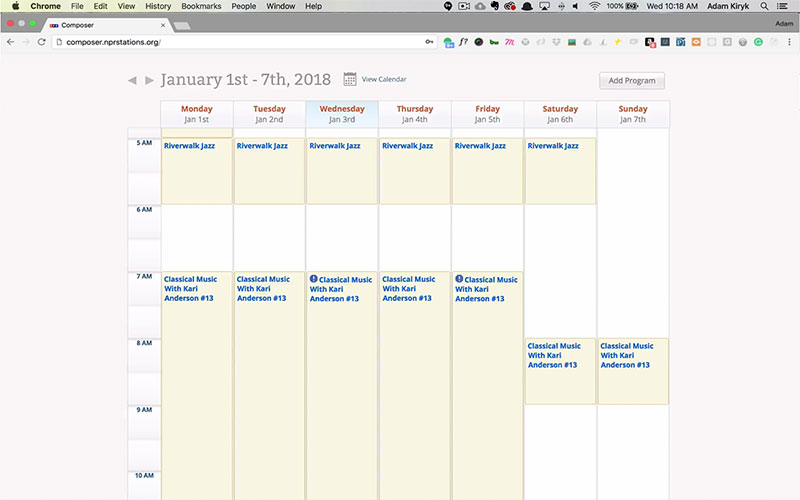 Chrome File Edit View History Bookmarks People Window Help 100% Wed 10:18 AM Adam Kiryk
Composer Adam
composer.nprstations.org/
January 1st - 7th, 2018 View Calendar Add Program
Monday Tuesday Wednesday Thursday Friday Saturday Sunday
Jan 1st Jan 2nd Jan 3rd Jan 4th Jan 5th Jan 6th Jan 7th
5 AM Riverwalk Jazz Riverwalk Jazz Riverwalk Jazz Riverwalk Jazz Riverwalk Jazz Riverwalk Jazz
6 AM
7 AM Classical Music Classical Music Classical Music Classical Music Classical Music
With Kari With Kari With Kari With Kari With Kari
Anderson #13 Anderson #13 Anderson #13 Anderson #13 Anderson #13
8 AM Classical Music Classical Music
With Kari With Kari
Anderson #13 Anderson #13
9 AM
10 AM